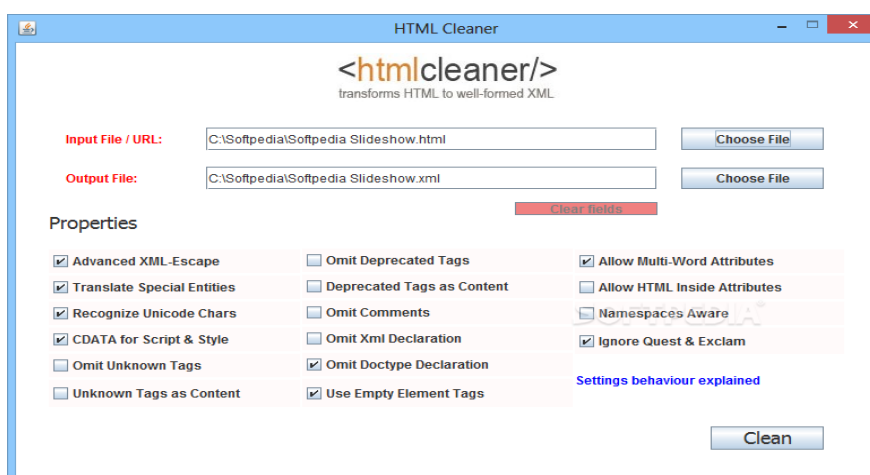 HTML Cleaner
<htmlcleaner/>
transforms HTML to well-formed XML
Input File / URL:
C:\Softpedia\Softpedia Slideshow.html
Choose File
Output File:
C:\Softpedia\Softpedia Slideshow.xml
Choose File
Clear fields
Properties
Advanced XML-Escape
Translate Special Entities
Recognize Unicode Chars
CDATA for Script & Style
Omit Unknown Tags
Unknown Tags as Content
Omit Deprecated Tags
Deprecated Tags as Content
Omit Comments
Omit Xml Declaration
Omit Doctype Declaration
Use Empty Element Tags
Allow Multi-Word Attributes
Allow HTML Inside Attributes
Namespaces Aware
SOFTPEDIA
Ignore Quest & Exclam
Settings behaviour explained
Clean